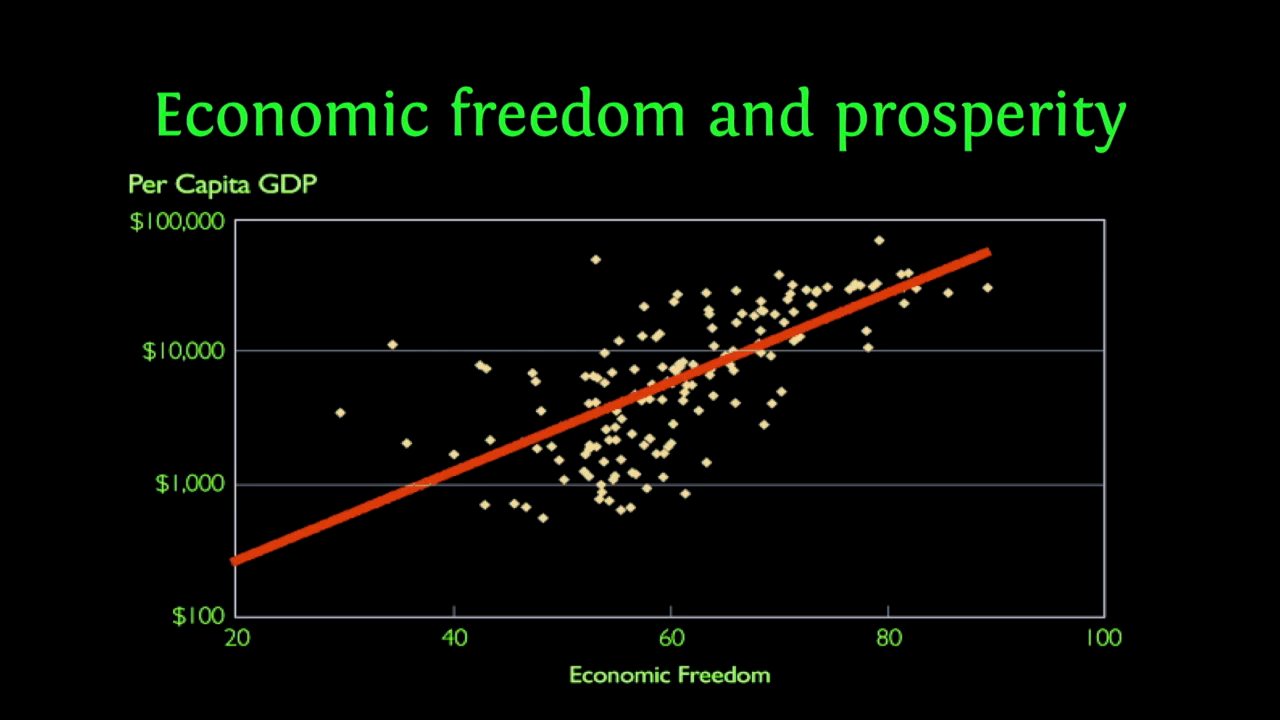 Economic freedom and prosperity
Per Capita GDP
$100,000
$10,000
$1,000
$100
20 40 60 80 100
Economic Freedom